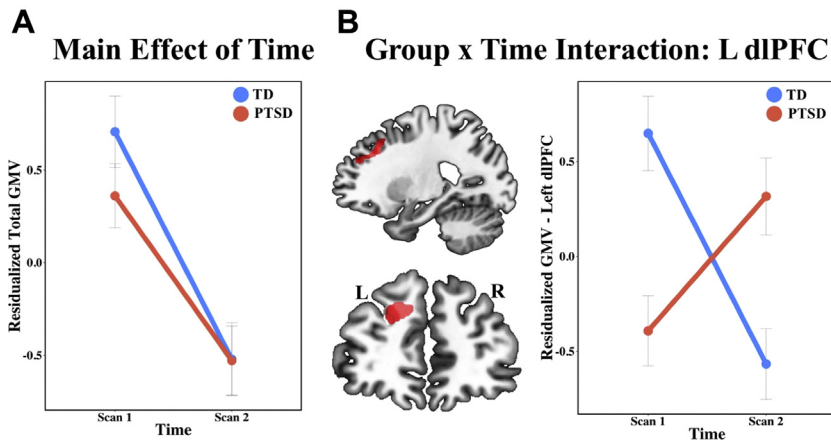 A
Main Effect of Time
TD
PTSD
Residualized Total GMV
0.5
0.0
-0.5
Scan 1
Scan 2
Time
B
Group x Time Interaction: L dlPFC
L
R
TD
PTSD
Residualized GMV - Left dlPFC
0.5
0.0
-0.5
Scan 1
Scan 2
Time